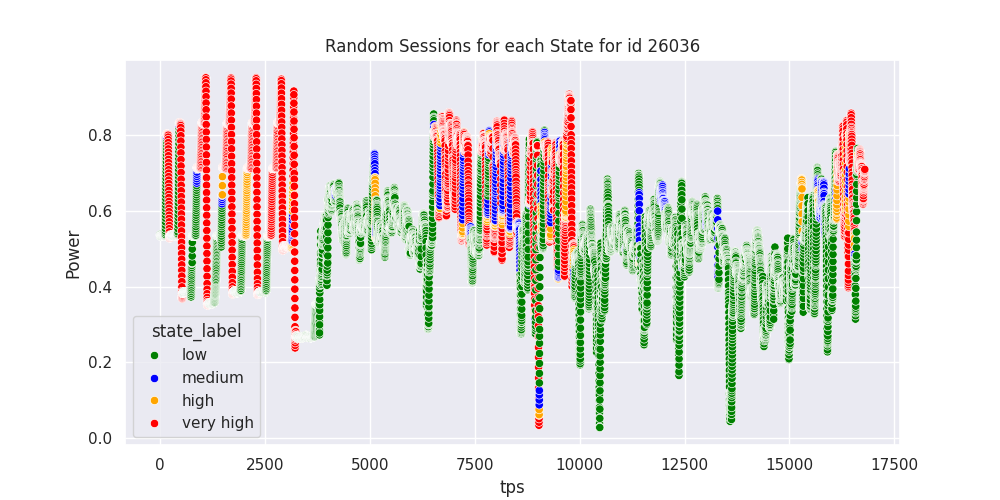 Random Sessions for each State for id 26036
Power
0.8
0.6
0.4
0.2
0.0
state_label
low
medium
high
very high
0 2500 5000 7500 10000 12500 15000 17500
tps